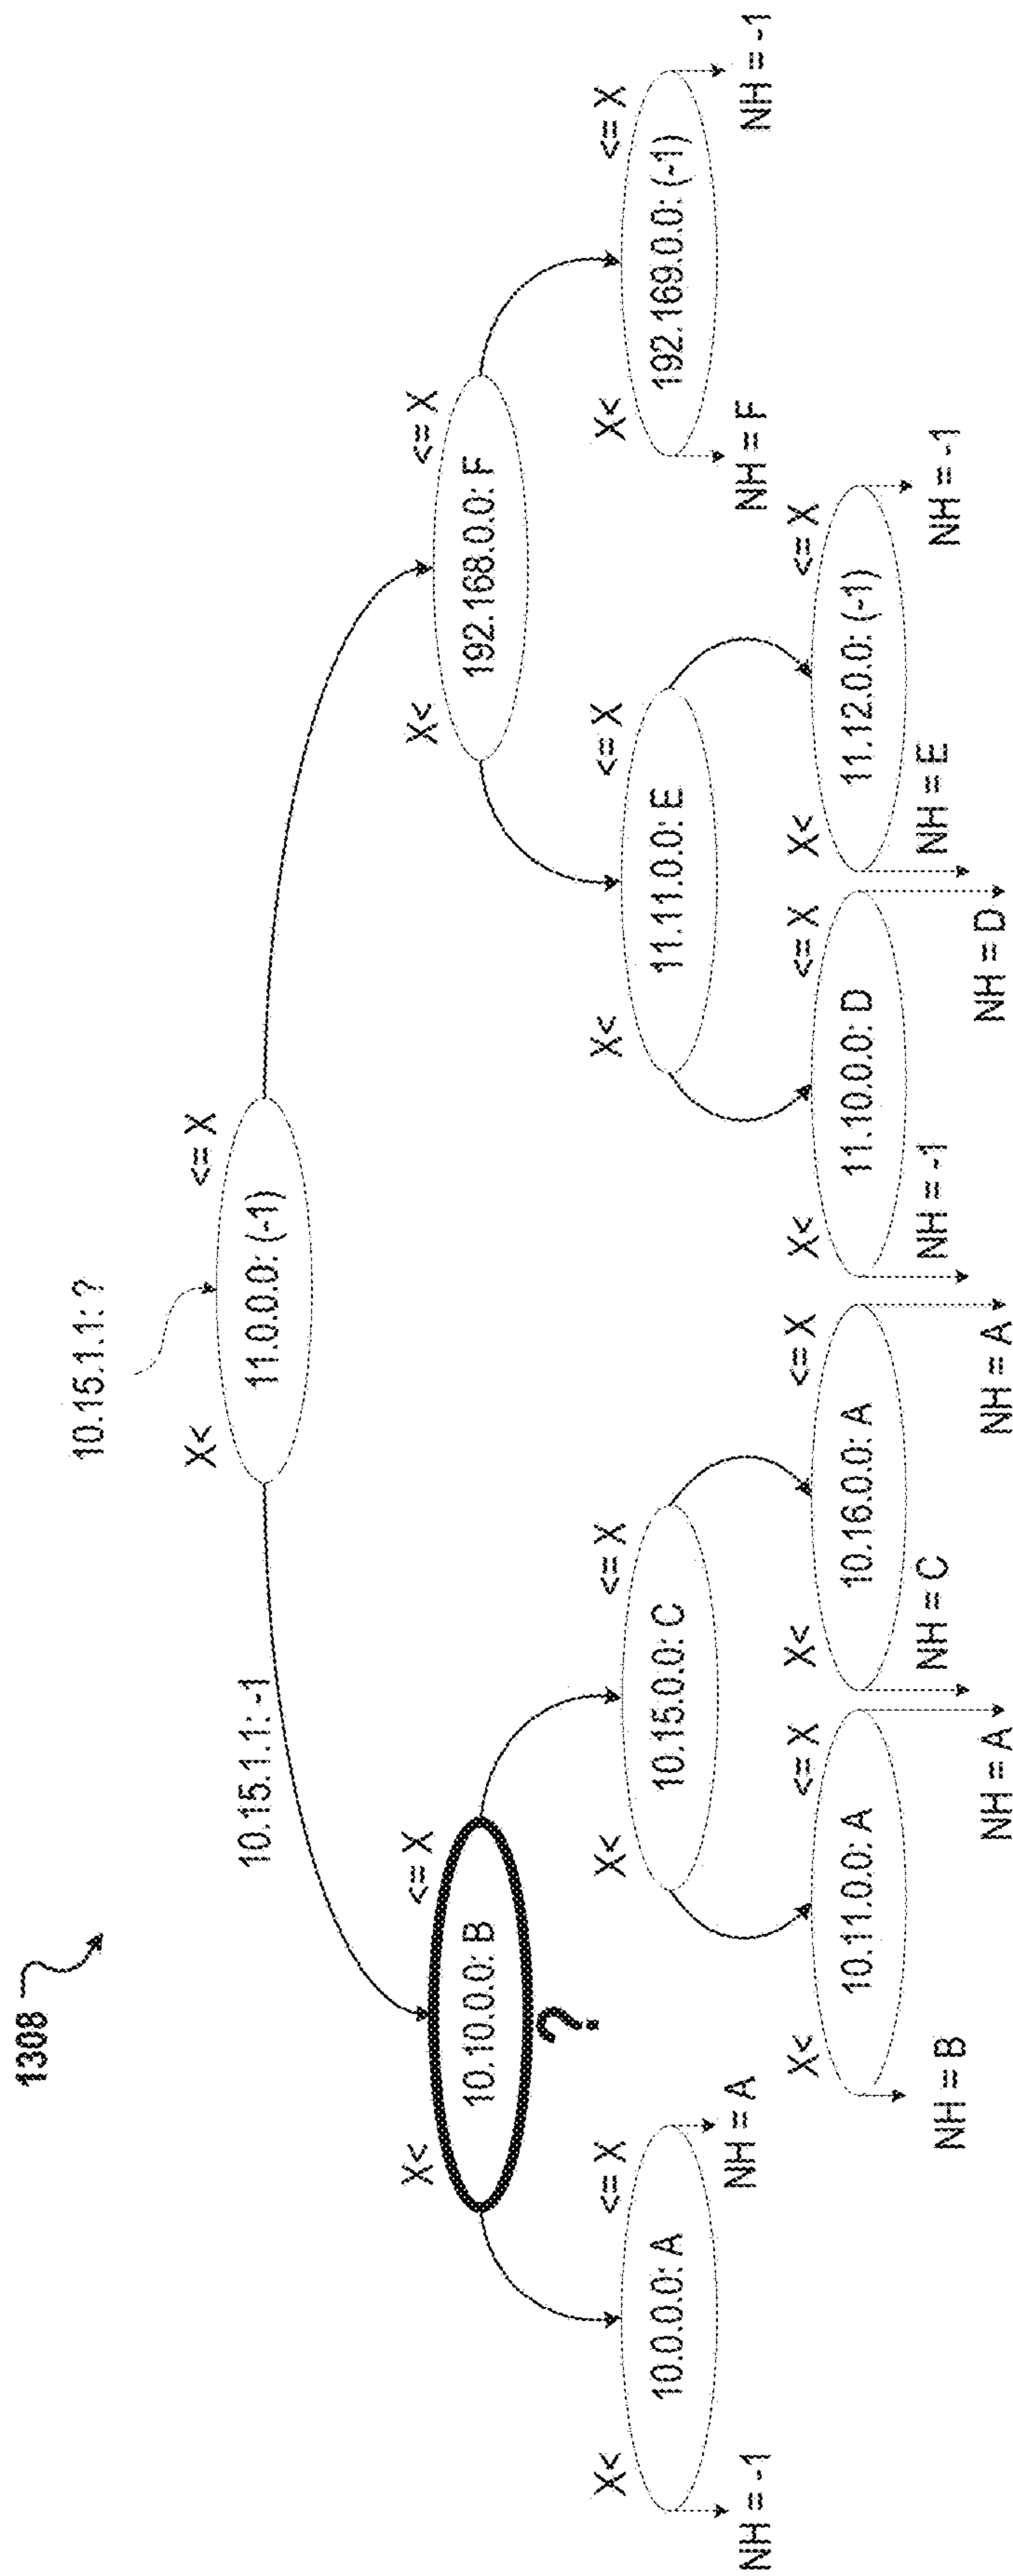 1308
10.15.1.1: ?
X<
<= X
11.0.0.0: (-1)
10.15.1.1: -1
X<
<= X
10.10.0.0: B
?
X<
<= X
192.168.0.0: F
X<
<= X
10.0.0.0: A
NH = -1
NH = A
X<
<= X
10.15.0.0: C
X<
<= X
11.11.0.0: E
X<
<= X
192.169.0.0: (-1)
NH = F
NH = -1
X<
<= X
10.11.0.0: A
NH = B
NH = A
X<
<= X
10.16.0.0: A
NH = C
NH = A
X<
<= X
11.10.0.0: D
NH = -1
NH = D
X<
<= X
11.12.0.0: (-1)
NH = E
NH = -1